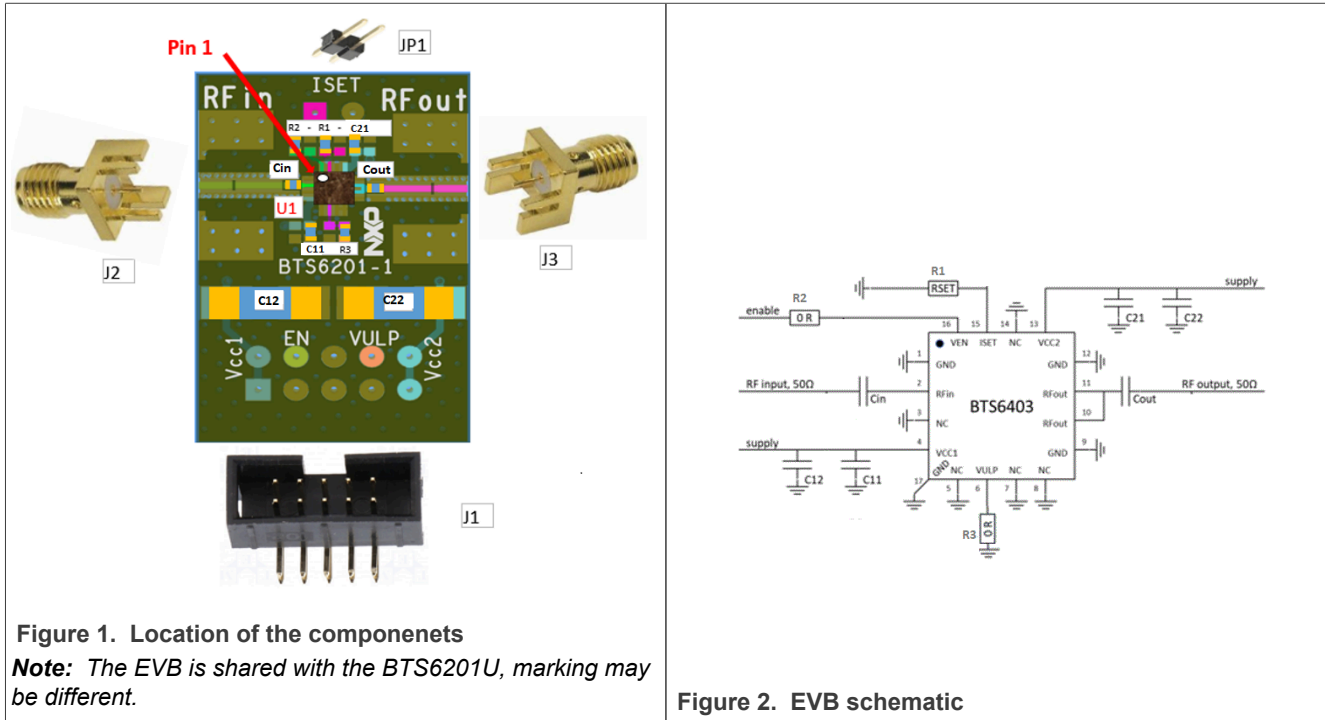 JP1
Pin 1
ISET
RFin
RFout
R2 - R1 - C21
Cin
Cout
U1
NXP
C11
R3
J2
J3
BTS6201-1
C12
C22
EN
VULP
Vcc1
Vcc2
J1
Figure 1. Location of the componenets
Note: The EVB is shared with the BTS6201U, marking may
be different.
R1
RSET
supply
R2
enable
0 R
C21
C22
16
15
14
13
VEN
ISET
NC
VCC2
1
GND
12
GND
RF input, 50Ω
Cin
2
RFin
11
RFout
RF output, 50Ω
Cout
BTS6403
3
NC
10
RFout
supply
4
VCC1
9
GND
C12
C11
17
GND
NC
VULP
NC
NC
5
6
7
8
R3
0 R
Figure 2. EVB schematic